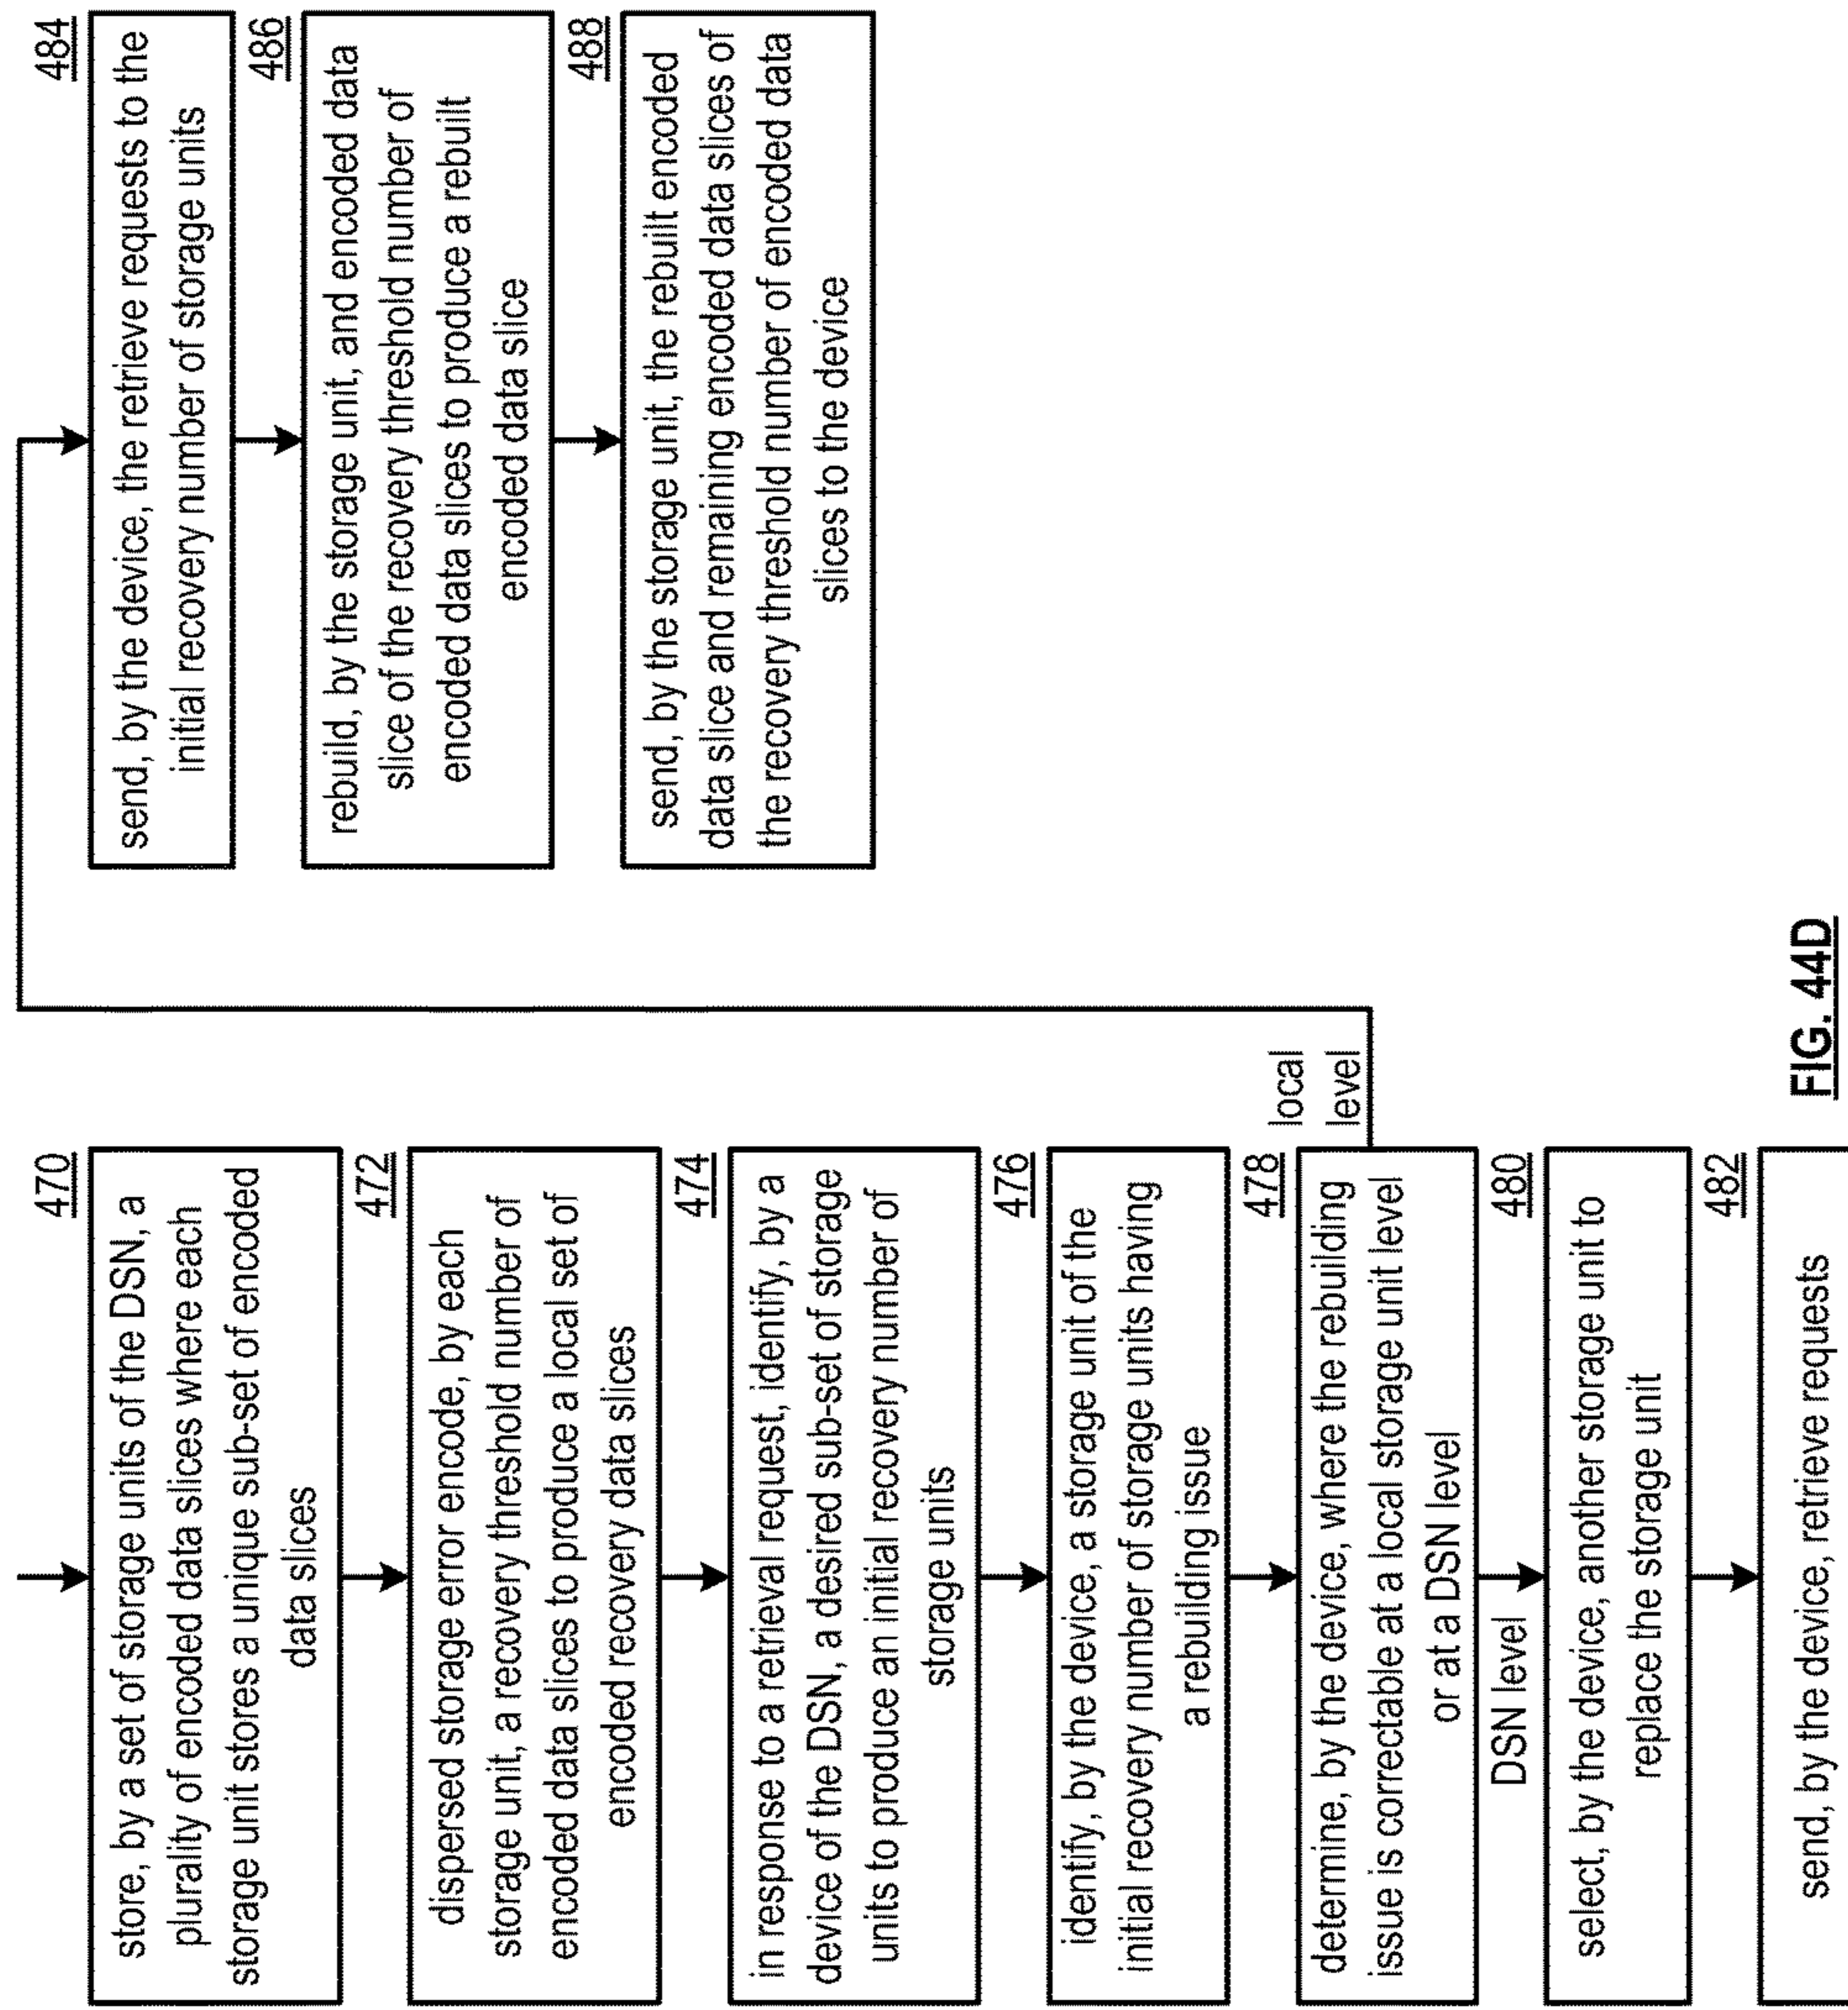 470
store, by a set of storage units of the DSN, a
plurality of encoded data slices where each
storage unit stores a unique sub-set of encoded
data slices
472
dispersed storage error encode, by each
storage unit, a recovery threshold number of
encoded data slices to produce a local set of
encoded recovery data slices
474
in response to a retrieval request, identify, by a
device of the DSN, a desired sub-set of storage
units to produce an initial recovery number of
storage units
476
identify, by the device, a storage unit of the
initial recovery number of storage units having
a rebuilding issue
478
determine, by the device, where the rebuilding
issue is correctable at a local storage unit level
or at a DSN level
local
level
DSN level
480
select, by the device, another storage unit to
replace the storage unit
482
send, by the device, retrieve requests
484
send, by the device, the retrieve requests to the
initial recovery number of storage units
486
rebuild, by the storage unit, and encoded data
slice of the recovery threshold number of
encoded data slices to produce a rebuilt
encoded data slice
488
send, by the storage unit, the rebuilt encoded
data slice and remaining encoded data slices of
the recovery threshold number of encoded data
slices to the device
FIG. 44D